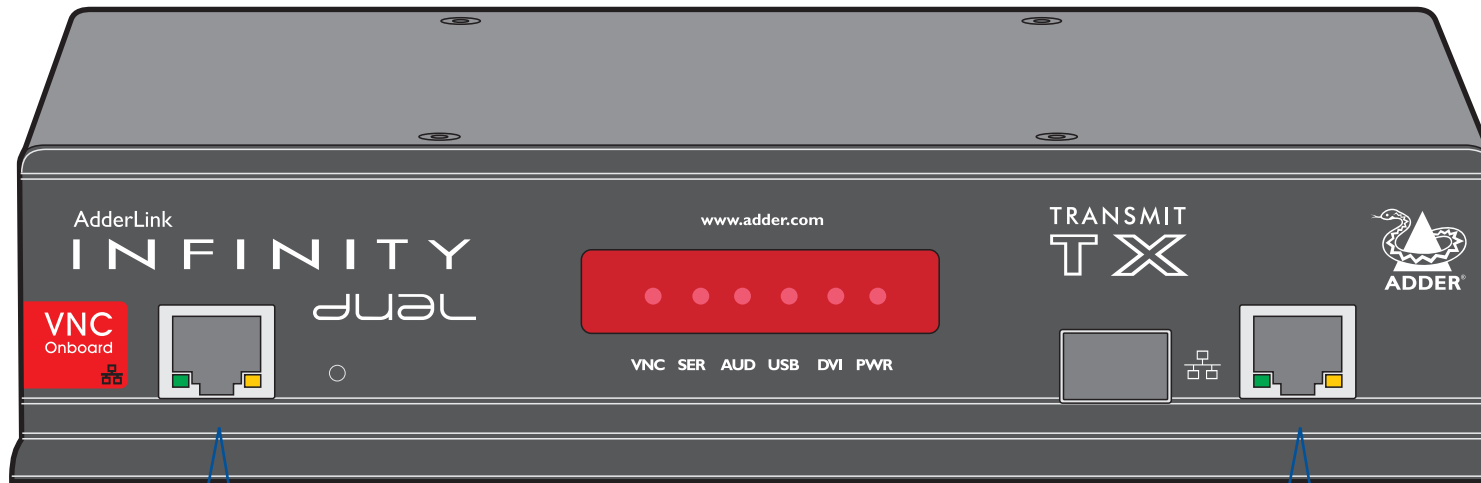 AdderLink
INFINITY
dual
VNC
Onboard
www.adder.com
VNC SER AUD USB DVI PWR
TRANSMIT
TX
ADDER®